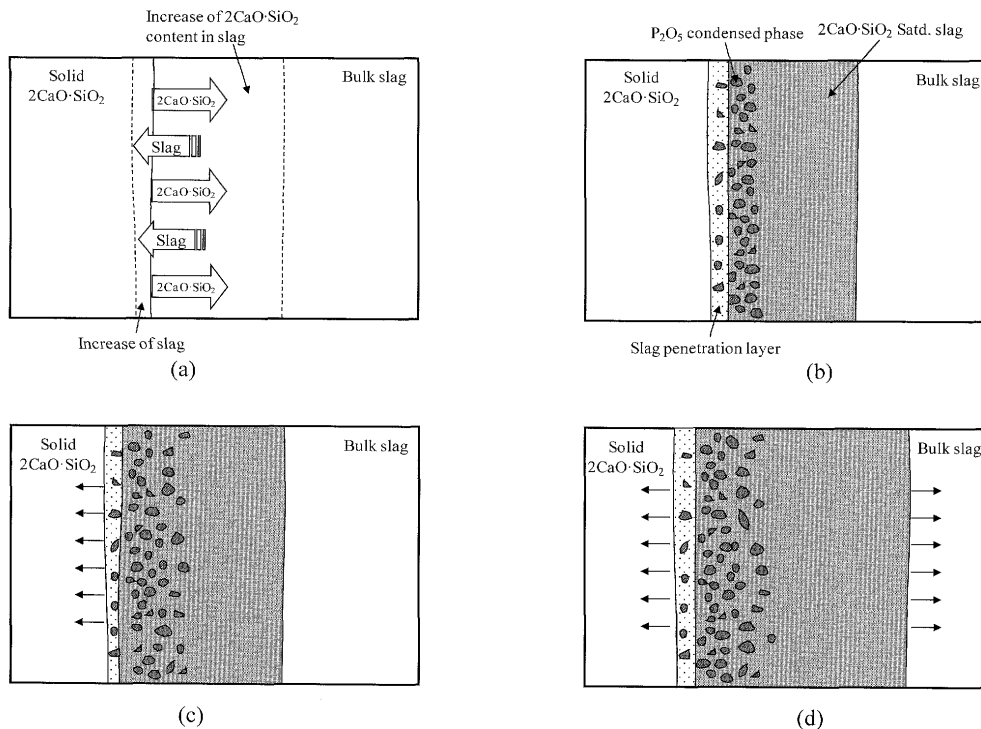 Increase of 2CaO·SiO₂
content in slag
Solid
2CaO·SiO₂
Bulk slag
2CaO·SiO₂
Slag
2CaO·SiO₂
Slag
2CaO·SiO₂
Increase of slag
(a)
P₂O₅ condensed phase
2CaO·SiO₂ Satd. slag
Solid
2CaO·SiO₂
Bulk slag
Slag penetration layer
(b)
Solid
2CaO·SiO₂
Bulk slag
(c)
Solid
2CaO·SiO₂
Bulk slag
(d)